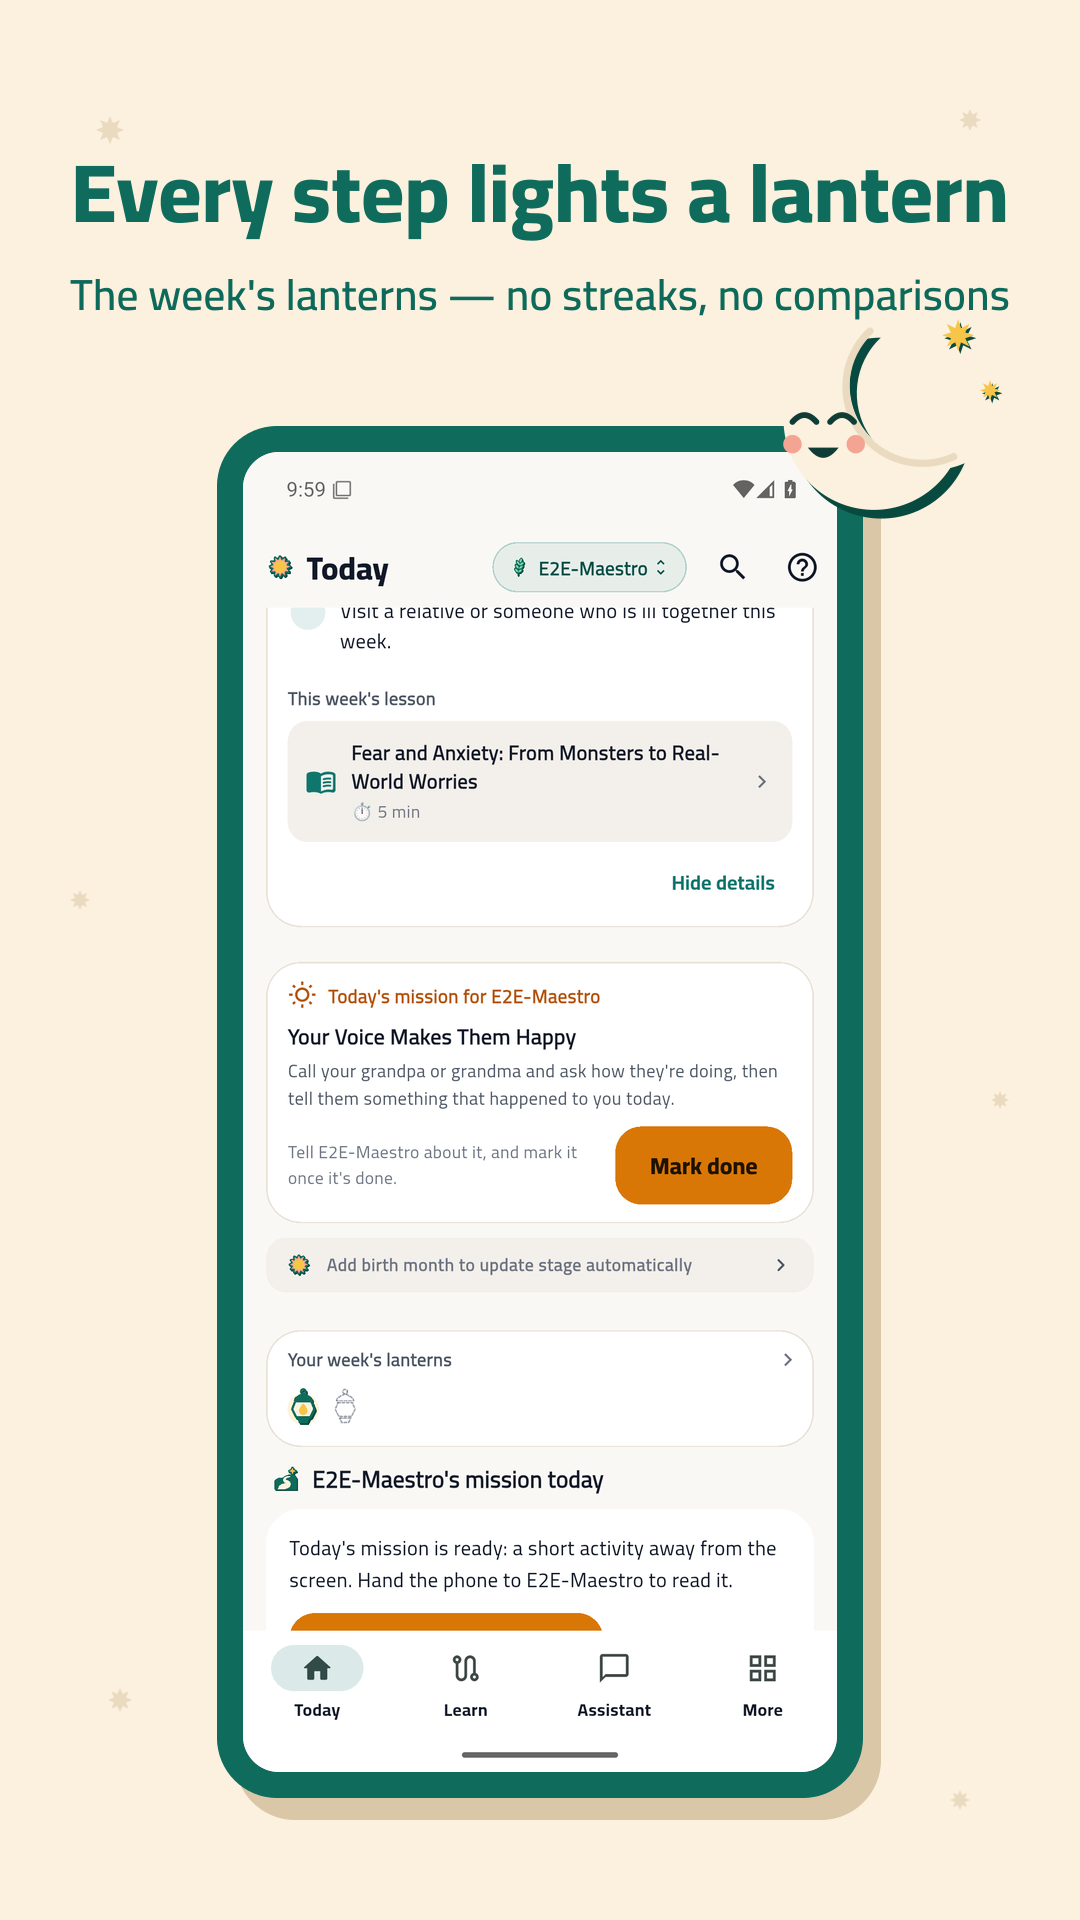 Every step lights a lantern
The week's lanterns — no streaks, no comparisons
9:59
Today
E2E-Maestro
Visit a relative or someone who is ill together this
week.
This week's lesson
Fear and Anxiety: From Monsters to Real-
World Worries
5 min
Hide details
Today's mission for E2E-Maestro
Your Voice Makes Them Happy
Call your grandpa or grandma and ask how they're doing, then
tell them something that happened to you today.
Tell E2E-Maestro about it, and mark it
once it's done.
Mark done
Add birth month to update stage automatically
Your week's lanterns
E2E-Maestro's mission today
Today's mission is ready: a short activity away from the
screen. Hand the phone to E2E-Maestro to read it.
Today
Learn
Assistant
More